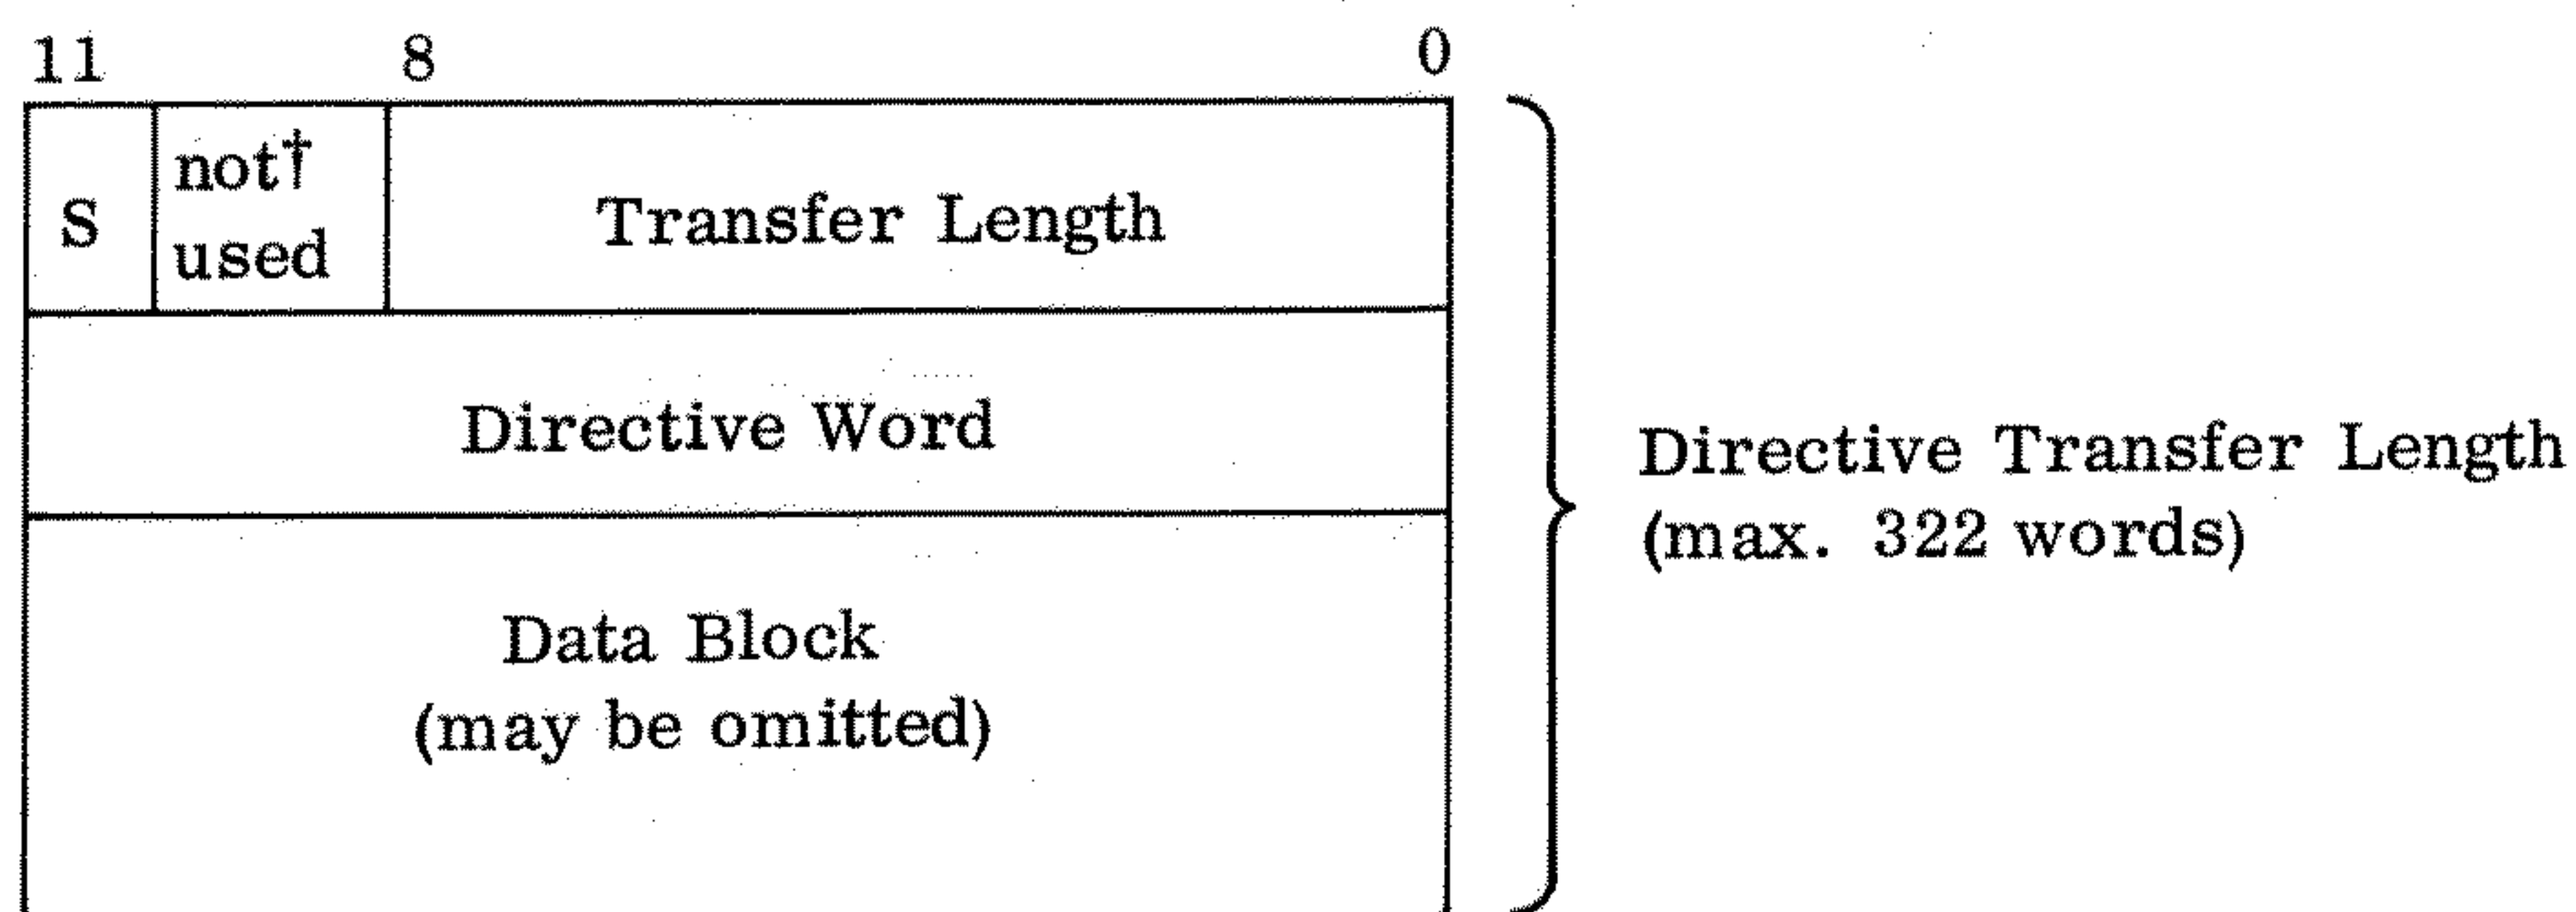 11 8 0
S
not†
used
Transfer Length
Directive Word
Data Block
(may be omitted)
Directive Transfer Length
(max. 322 words)